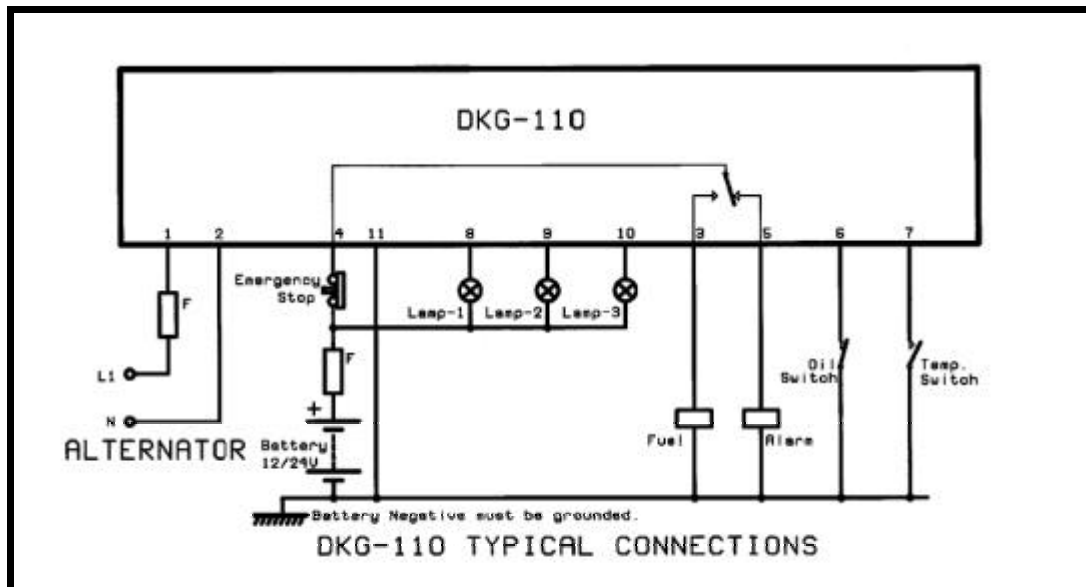 DKG-110
1 2 4 11 8 9 10 3 5 6 7
Emergency
Stop
F
Lamp-1 Lamp-2 Lamp-3
F
L1
Oil
Switch
Temp.
Switch
+
N
ALTERNATOR
Battery
12/24V
Fuel
Alarm
Battery Negative must be grounded.
DKG-110 TYPICAL CONNECTIONS